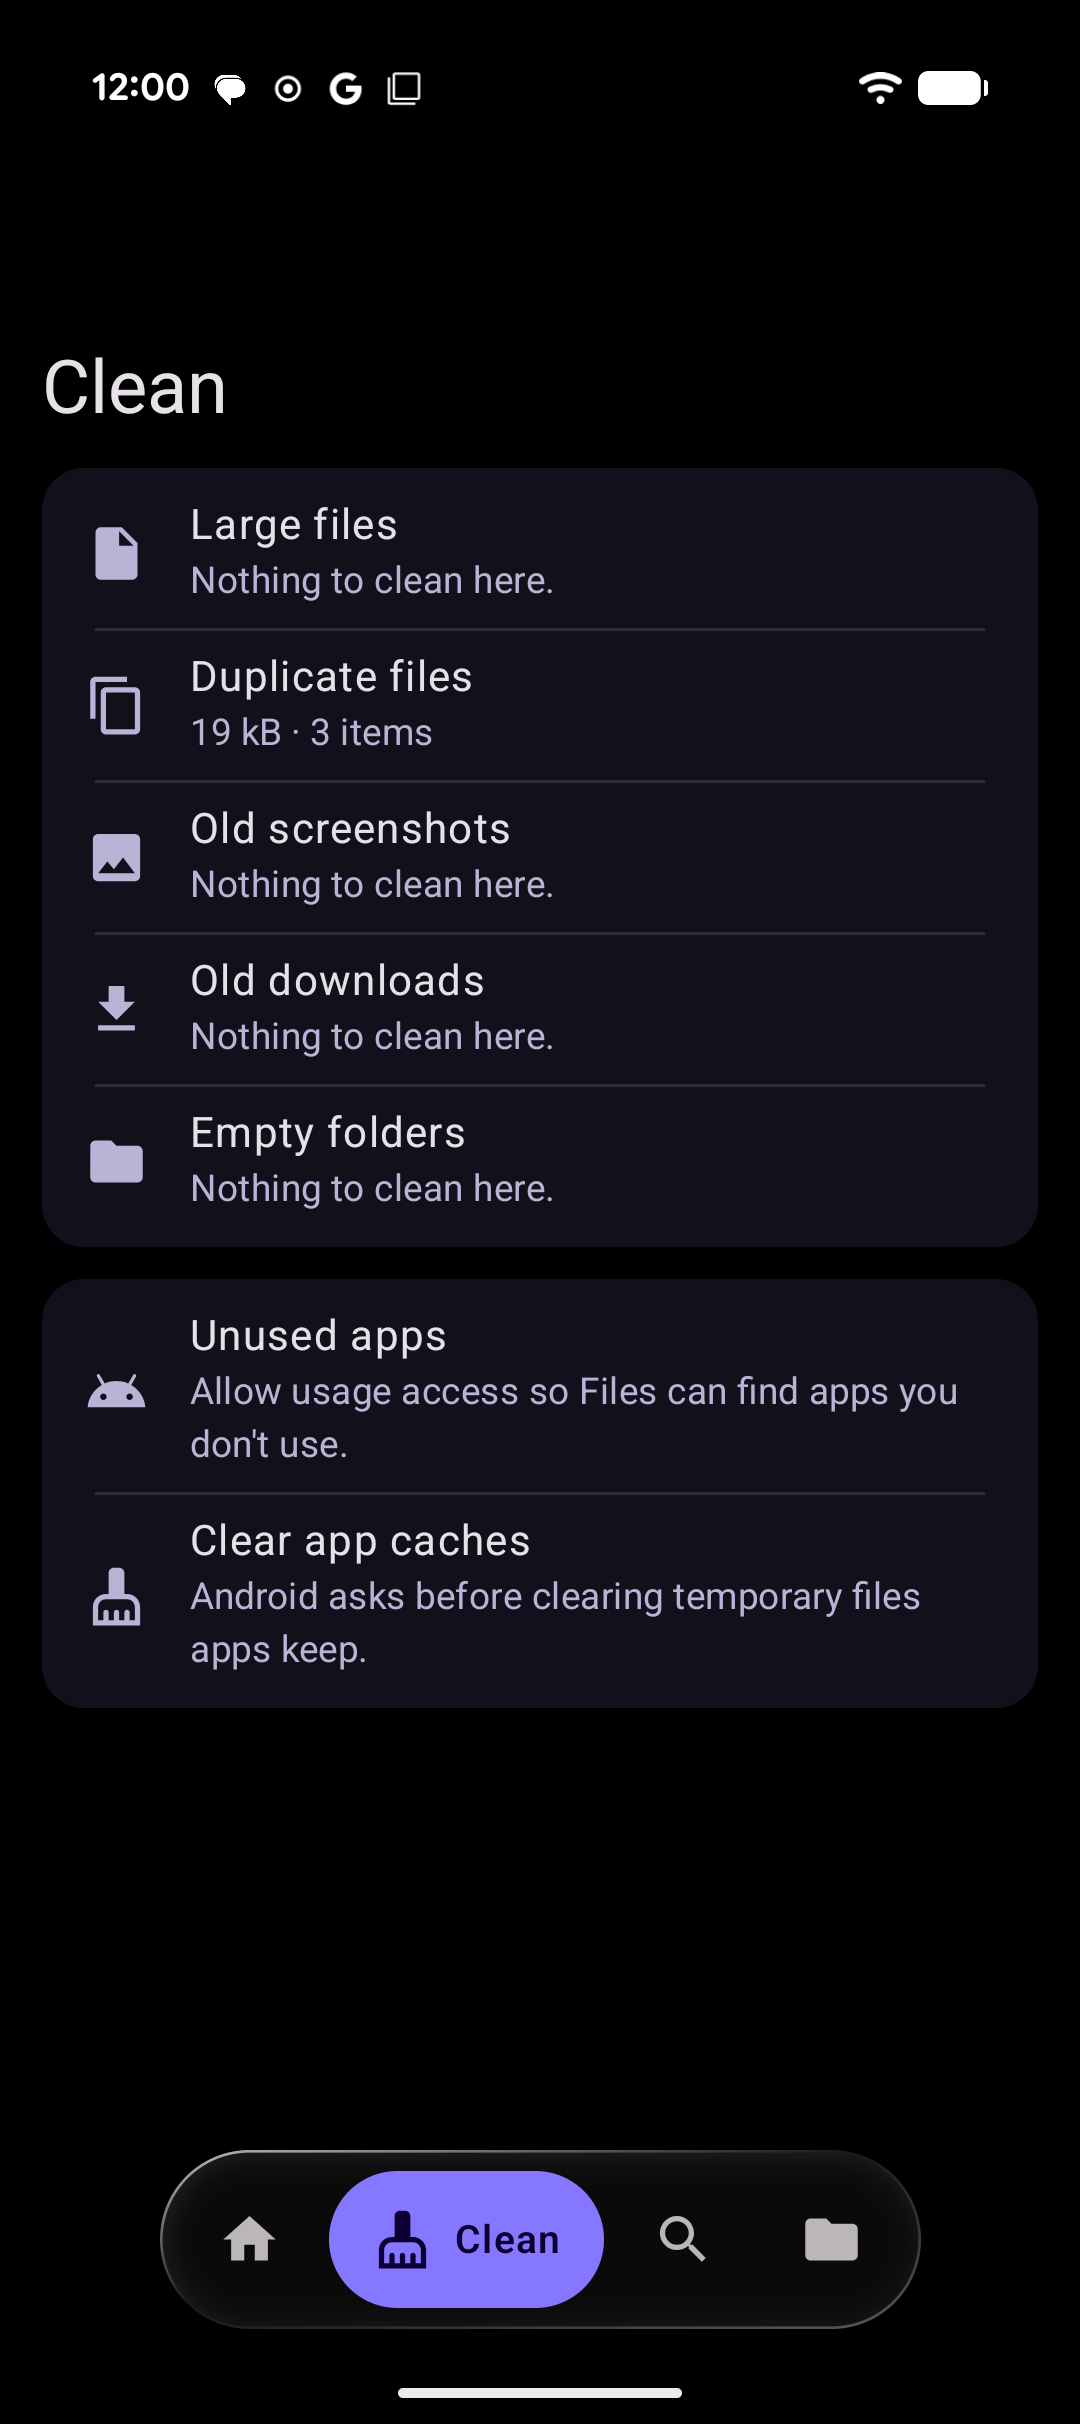 12:00
Clean
Large files
Nothing to clean here.
Duplicate files
19 kB · 3 items
Old screenshots
Nothing to clean here.
Old downloads
Nothing to clean here.
Empty folders
Nothing to clean here.
Unused apps
Allow usage access so Files can find apps you
don't use.
Clear app caches
Android asks before clearing temporary files
apps keep.
Clean